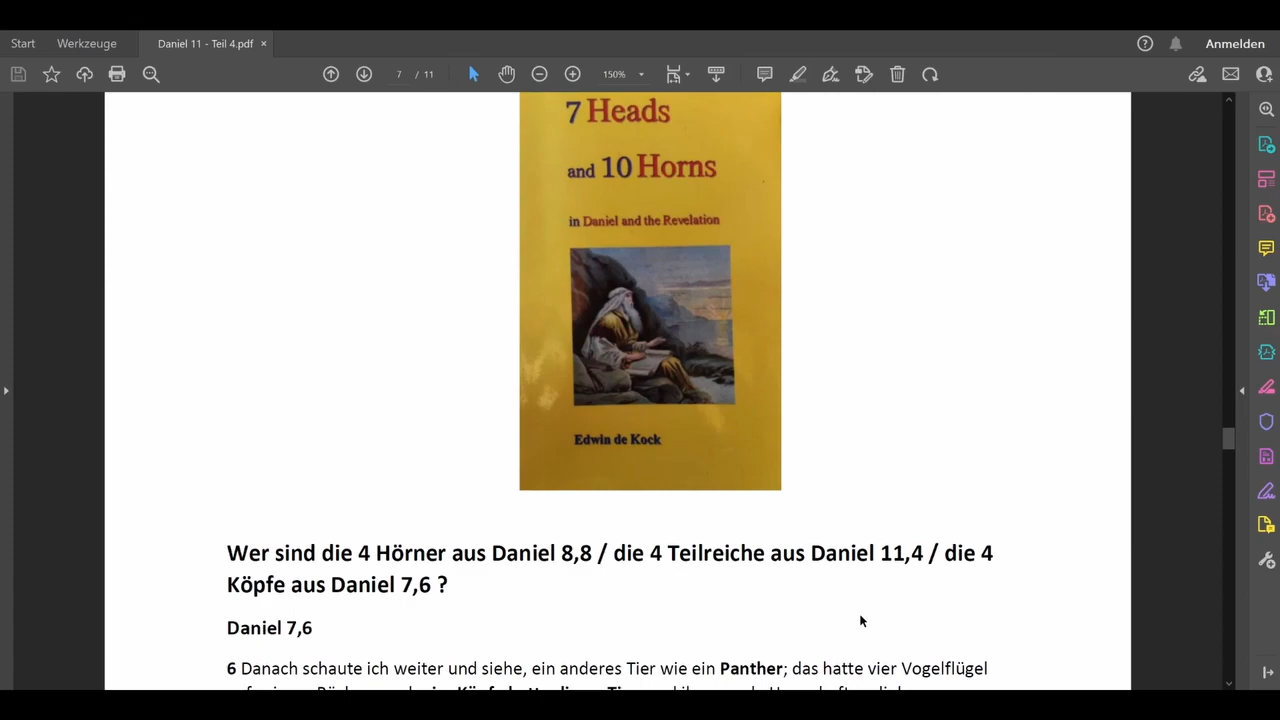 Start Werkzeuge Daniel 11 - Teil 4.pdf × Anmelden
7 / 11 150%
7 Heads
and 10 Horns
in Daniel and the Revelation
Edwin de Kock
Wer sind die 4 Hörner aus Daniel 8,8 / die 4 Teilreiche aus Daniel 11,4 / die 4
Köpfe aus Daniel 7,6 ?
Daniel 7,6
6 Danach schaute ich weiter und siehe, ein anderes Tier wie ein Panther; das hatte vier Vogelflügel